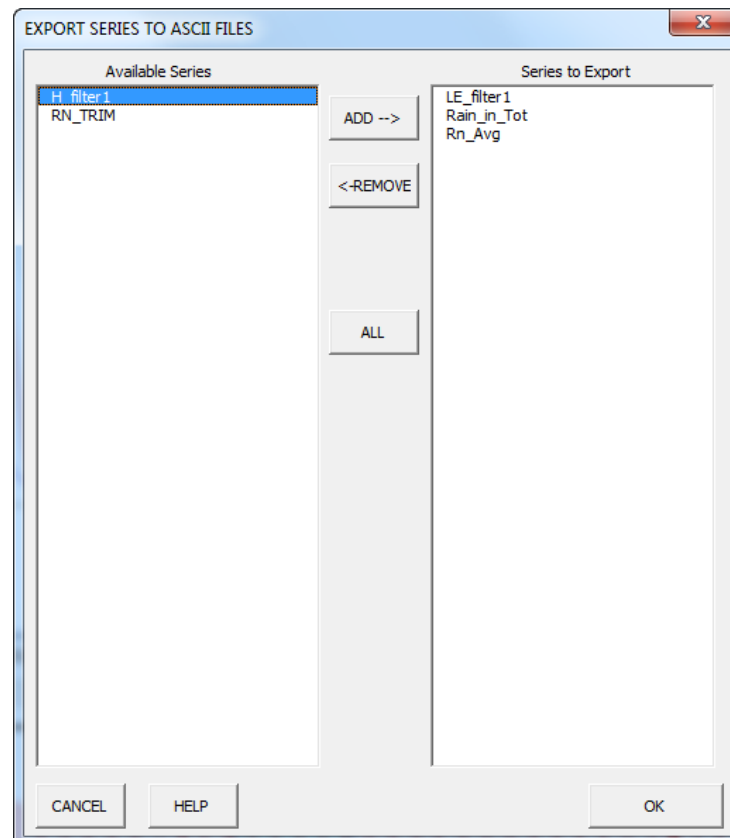 EXPORT SERIES TO ASCII FILES
x
Available Series
Series to Export
H_filter1
RN_TRIM
ADD -->
<-REMOVE
ALL
LE_filter1
Rain_in_Tot
Rn_Avg
CANCEL
HELP
OK